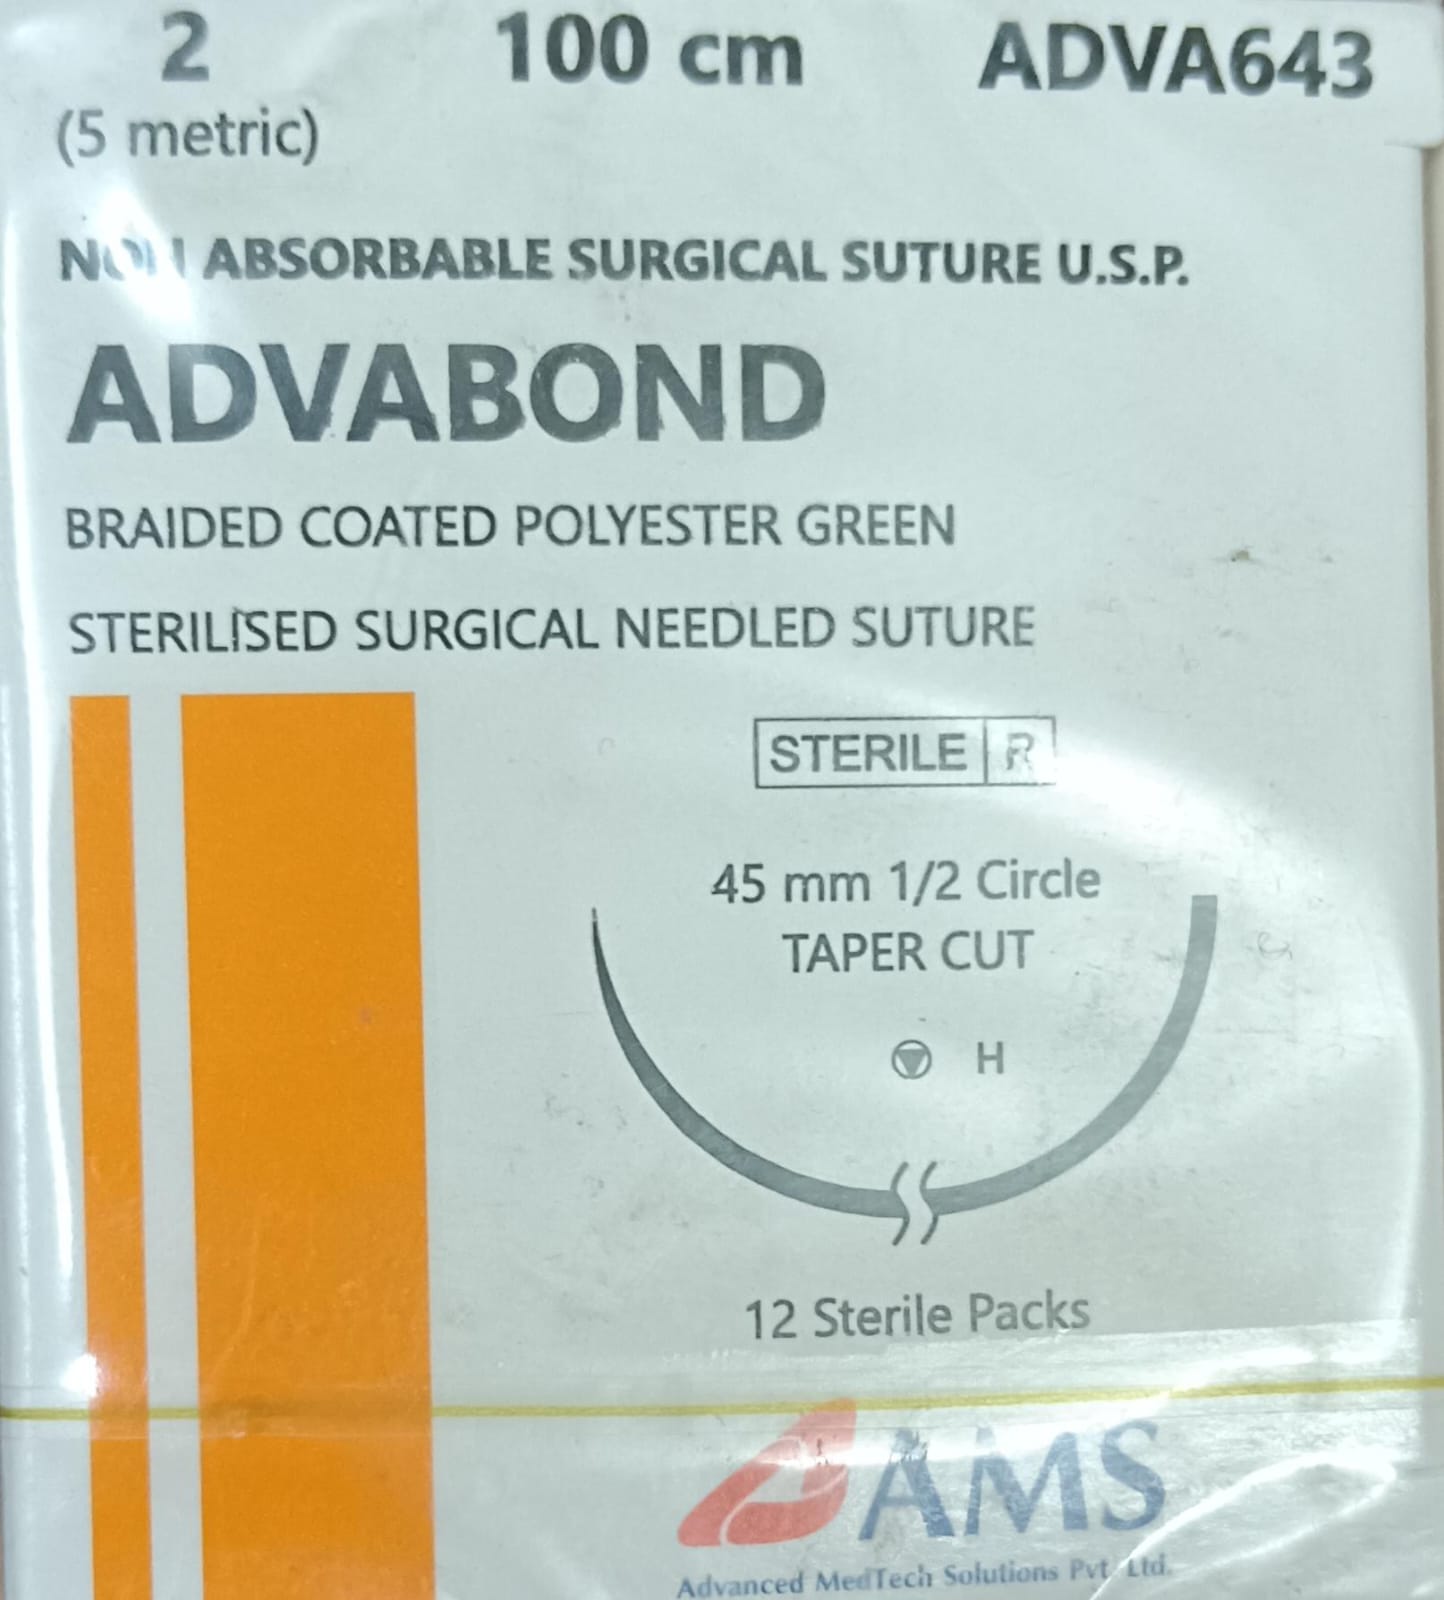 2 100 cm ADVA643
(5 metric)
NON ABSORBABLE SURGICAL SUTURE U.S.P.
ADVABOND
BRAIDED COATED POLYESTER GREEN
STERILISED SURGICAL NEEDLED SUTURE
STERILE R
45 mm 1/2 Circle
TAPER CUT
H
12 Sterile Packs
AMS
Advanced MedTech Solutions Pvt. Ltd.